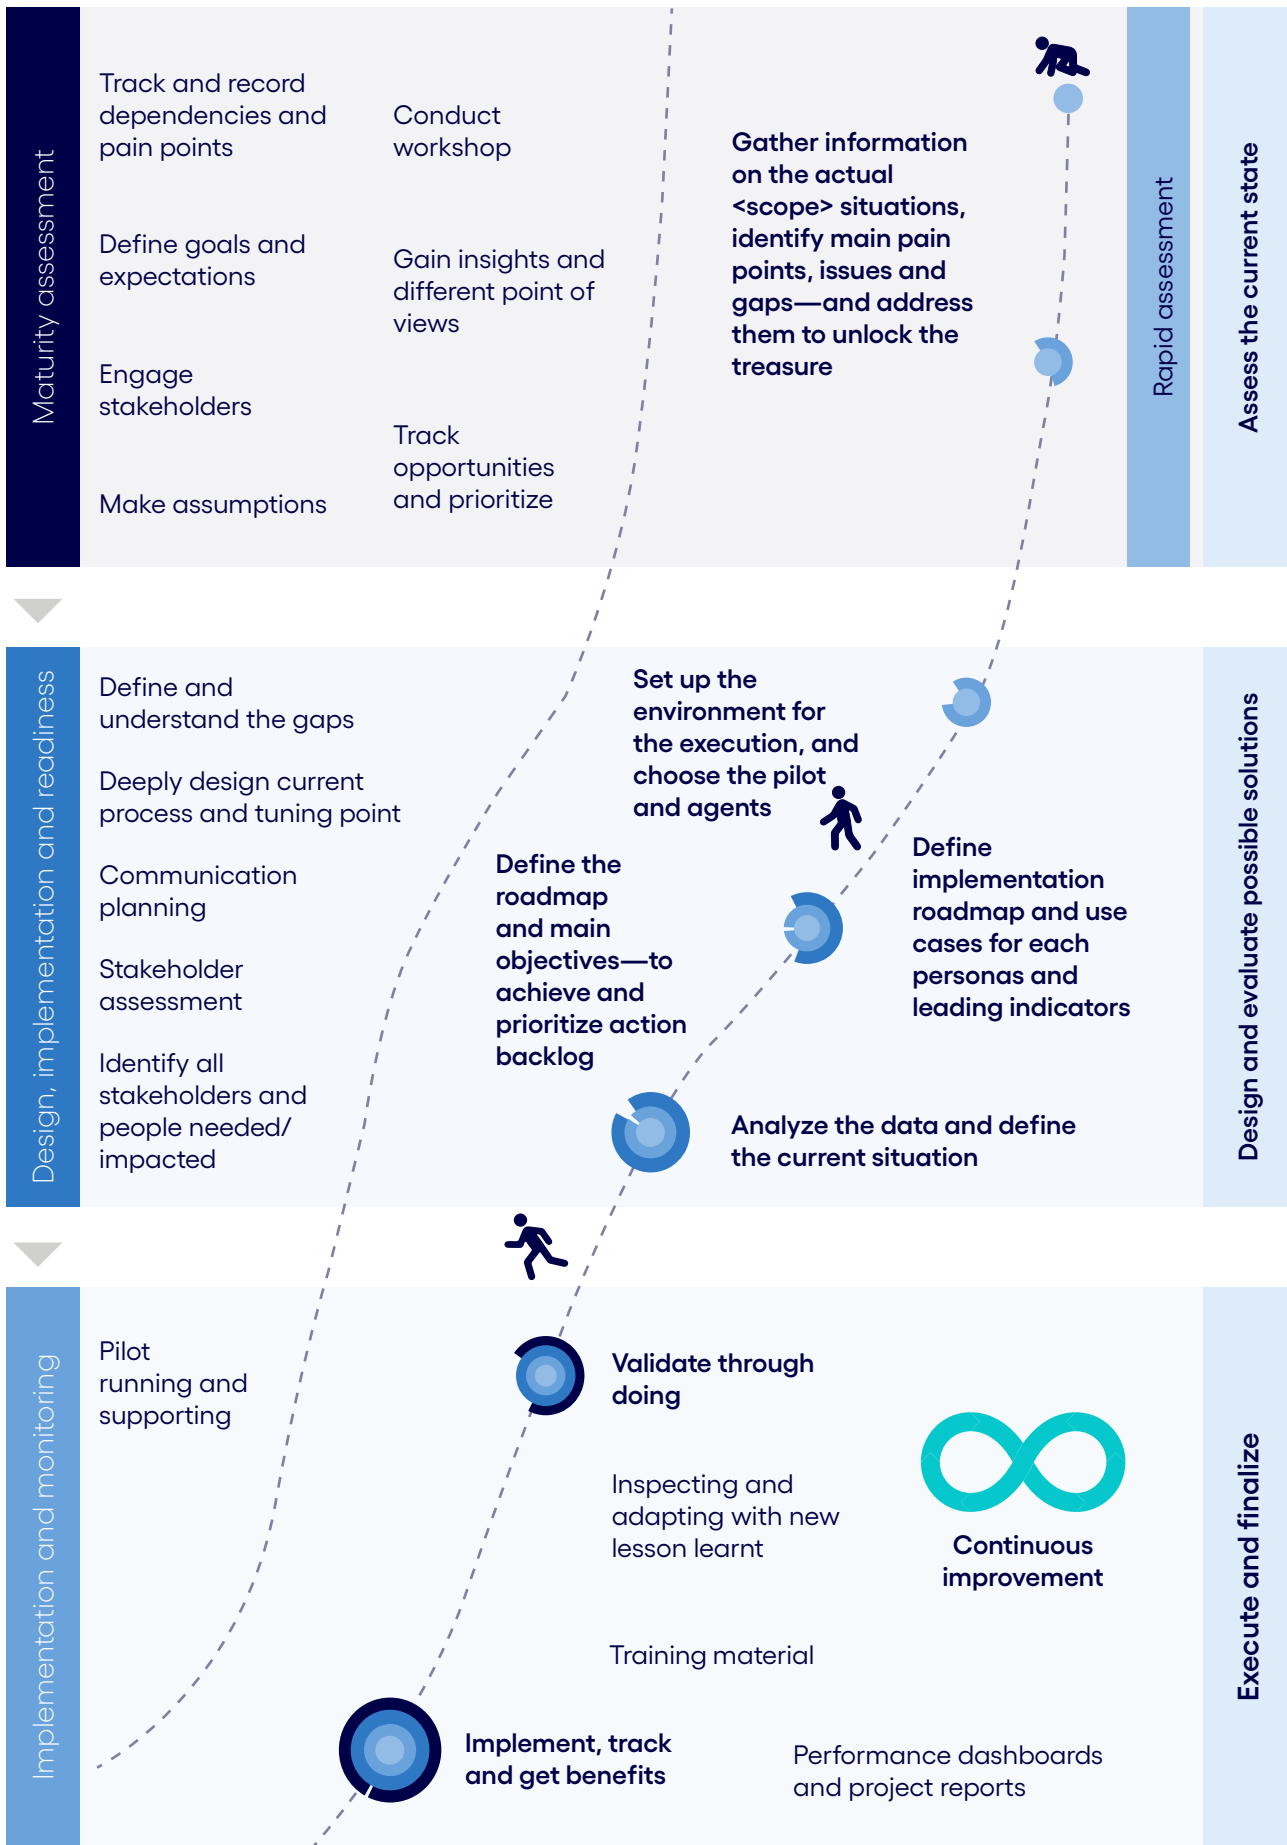 Maturity assessment
Track and record
dependencies and
pain points
Define goals and
expectations
Engage
stakeholders
Make assumptions
Conduct
workshop
Gain insights and
different point of
views
Track
opportunities
and prioritize
Gather information
on the actual
<scope> situations,
identify main pain
points, issues and
gaps—and address
them to unlock the
treasure
Rapid assessment
Assess the current state
Design, implementation and readiness
Define and
understand the gaps
Deeply design current
process and tuning point
Communication
planning
Stakeholder
assessment
Identify all
stakeholders and
people needed/
impacted
Set up the
environment for
the execution, and
choose the pilot
and agents
Define the
roadmap
and main
objectives—to
achieve and
prioritize action
backlog
Define
implementation
roadmap and use
cases for each
personas and
leading indicators
Analyze the data and define
the current situation
Design and evaluate possible solutions
Implementation and monitoring
Pilot
running and
supporting
Validate through
doing
Inspecting and
adapting with new
lesson learnt
Continuous
improvement
Training material
Implement, track
and get benefits
Performance dashboards
and project reports
Execute and finalize